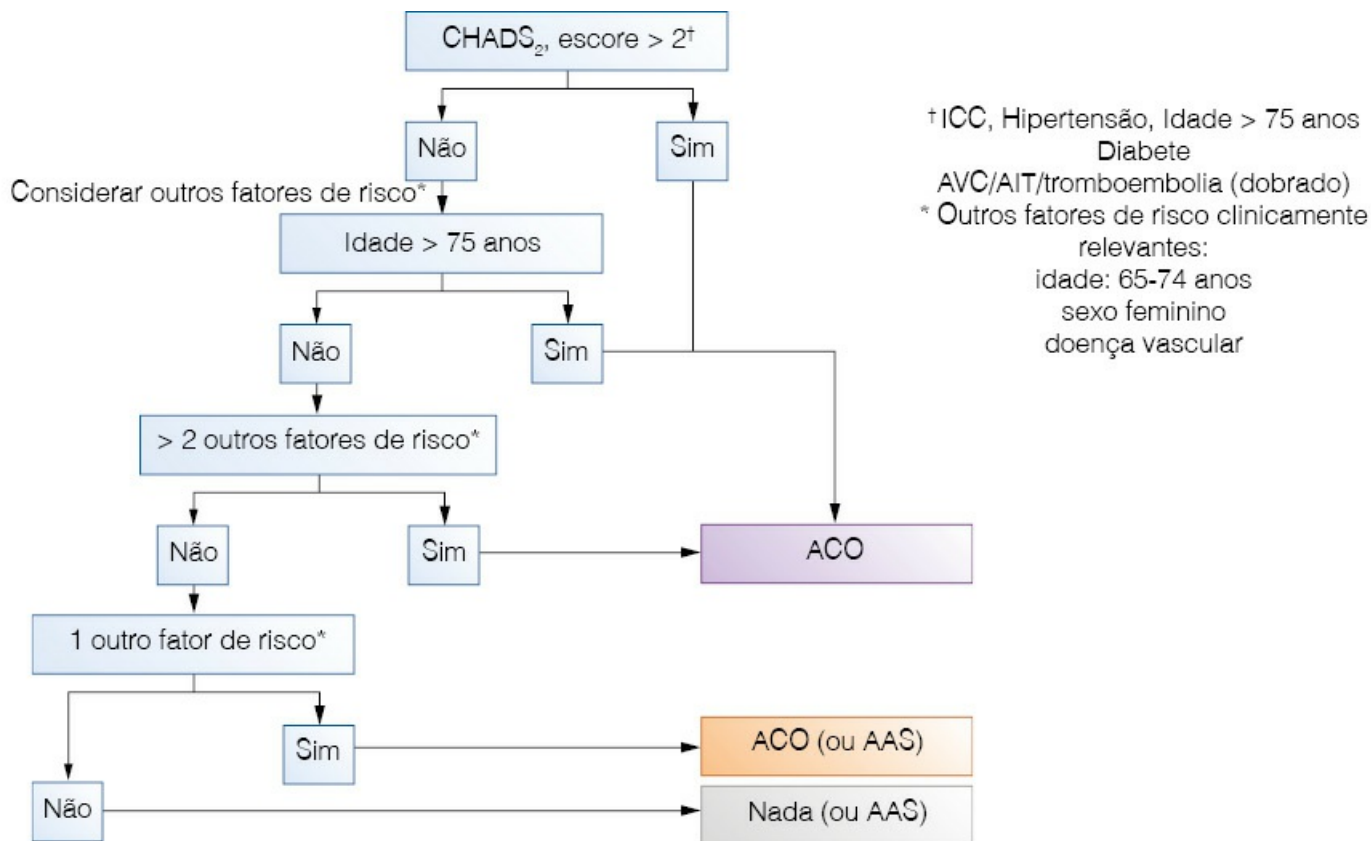 CHADS₂, escore > 2†
Não
Sim
Considerar outros fatores de risco*
Idade > 75 anos
Não
Sim
> 2 outros fatores de risco*
Não
Sim
ACO
1 outro fator de risco*
Sim
ACO (ou AAS)
Não
Nada (ou AAS)
† ICC, Hipertensão, Idade > 75 anos
Diabete
AVC/AIT/tromboembolia (dobrado)
* Outros fatores de risco clinicamente
relevantes:
idade: 65-74 anos
sexo feminino
doença vascular